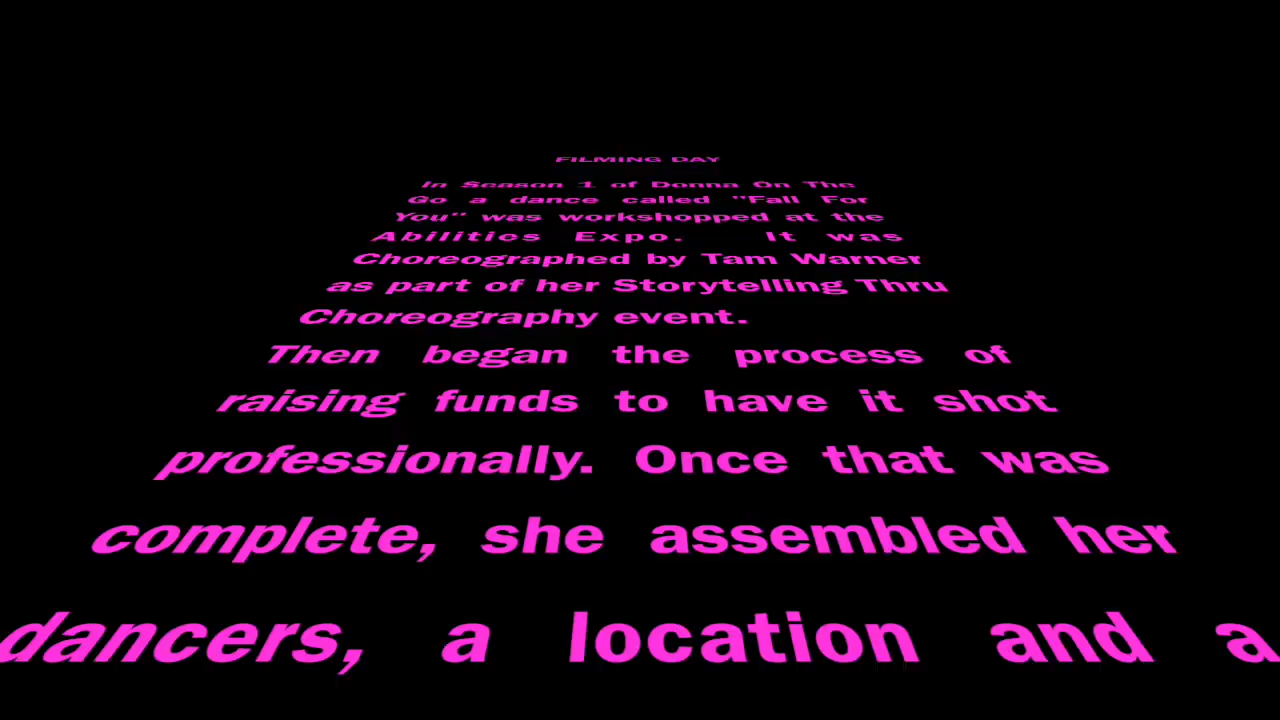 FILMING DAY
In Season 1 of Donna On The
Go a dance called "Fall For
You" was workshopped at the
Abilities Expo. It was
Choreographed by Tam Warner
as part of her Storytelling Thru
Choreography event.
Then began the process of
raising funds to have it shot
professionally. Once that was
complete, she assembled her
dancers, a location and a